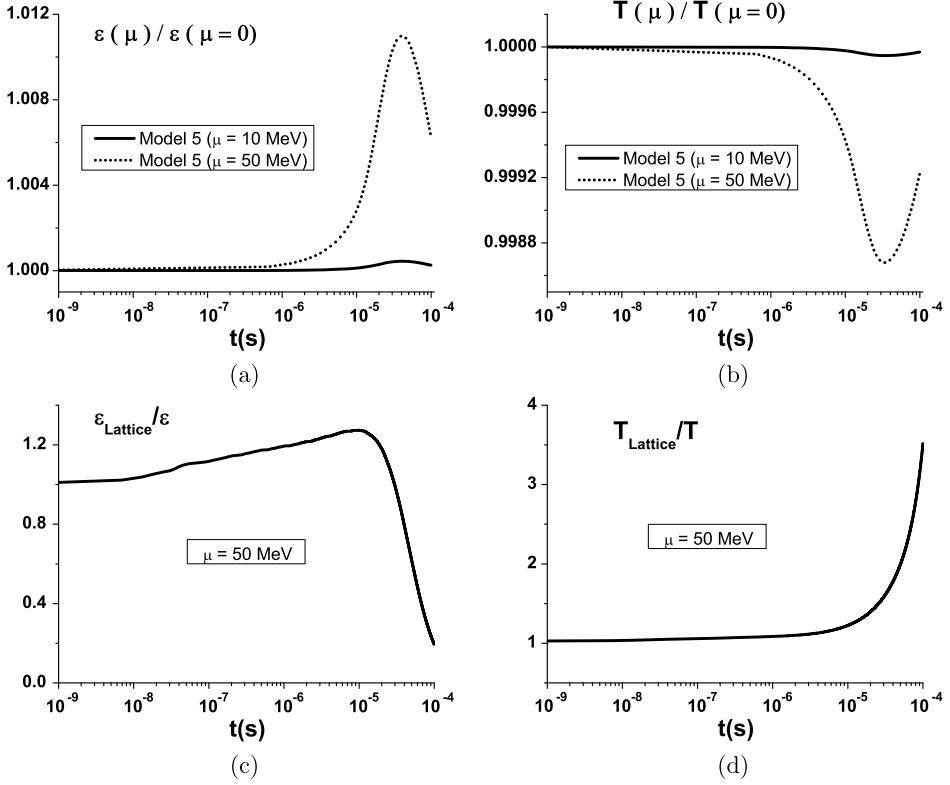 ε ( μ ) / ε ( μ = 0)
1.012
1.008
1.004
1.000
Model 5 (μ = 10 MeV)
Model 5 (μ = 50 MeV)
10⁻⁹ 10⁻⁸ 10⁻⁷ 10⁻⁶ 10⁻⁵ 10⁻⁴
t(s)
(a)
T ( μ ) / T ( μ = 0)
1.0000
0.9996
0.9992
0.9988
Model 5 (μ = 10 MeV)
Model 5 (μ = 50 MeV)
10⁻⁹ 10⁻⁸ 10⁻⁷ 10⁻⁶ 10⁻⁵ 10⁻⁴
t(s)
(b)
ε_Lattice/ε
1.2
0.8
0.4
0.0
μ = 50 MeV
10⁻⁹ 10⁻⁸ 10⁻⁷ 10⁻⁶ 10⁻⁵ 10⁻⁴
t(s)
(c)
T_Lattice/T
4
3
2
1
μ = 50 MeV
10⁻⁹ 10⁻⁸ 10⁻⁷ 10⁻⁶ 10⁻⁵ 10⁻⁴
t(s)
(d)